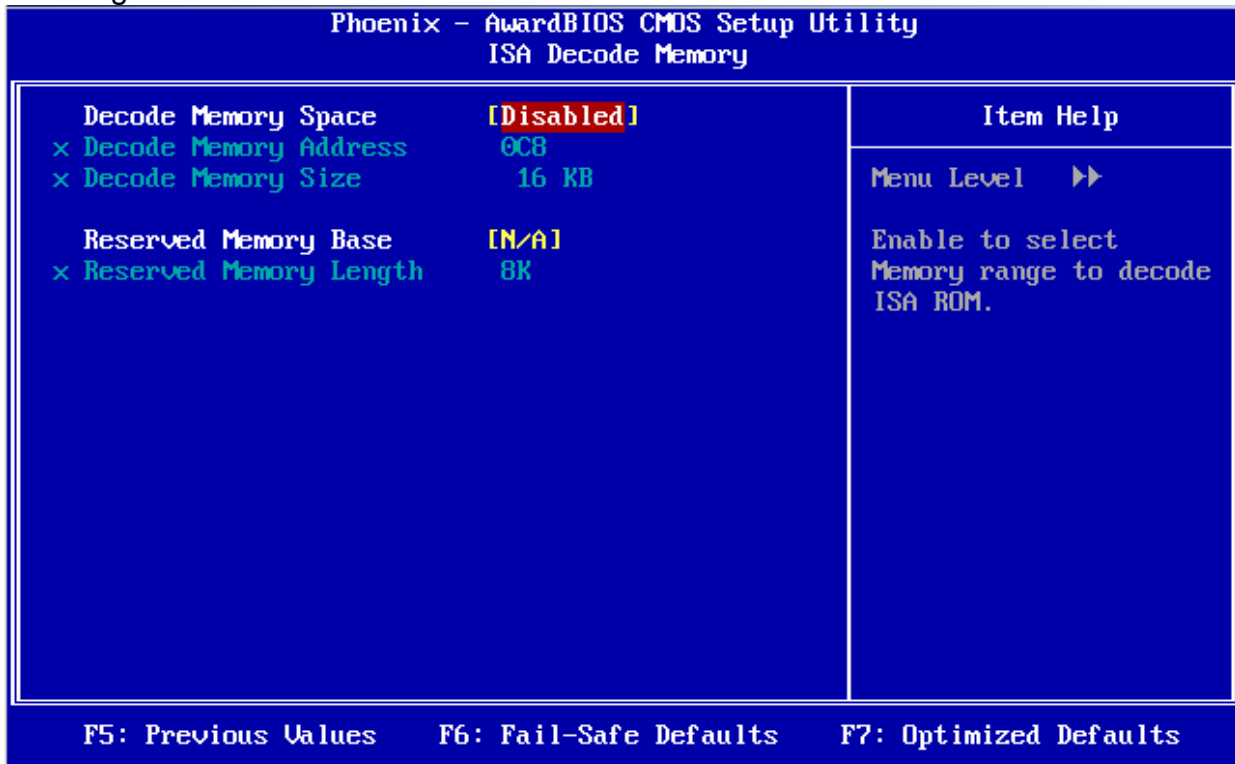 Phoenix - AwardBIOS CMOS Setup Utility
ISA Decode Memory
Decode Memory Space [Disabled]
x Decode Memory Address 0C8
x Decode Memory Size 16 KB
Reserved Memory Base [N/A]
x Reserved Memory Length 8K
Item Help
Menu Level ▶▶
Enable to select
Memory range to decode
ISA ROM.
F5: Previous Values F6: Fail-Safe Defaults F7: Optimized Defaults